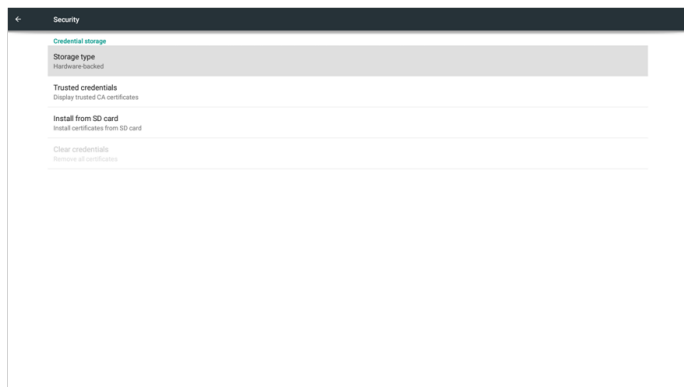 Security
Credential storage
Storage type
Hardware-backed
Trusted credentials
Display trusted CA certificates
Install from SD card
Install certificates from SD card
Clear credentials
Remove all certificates